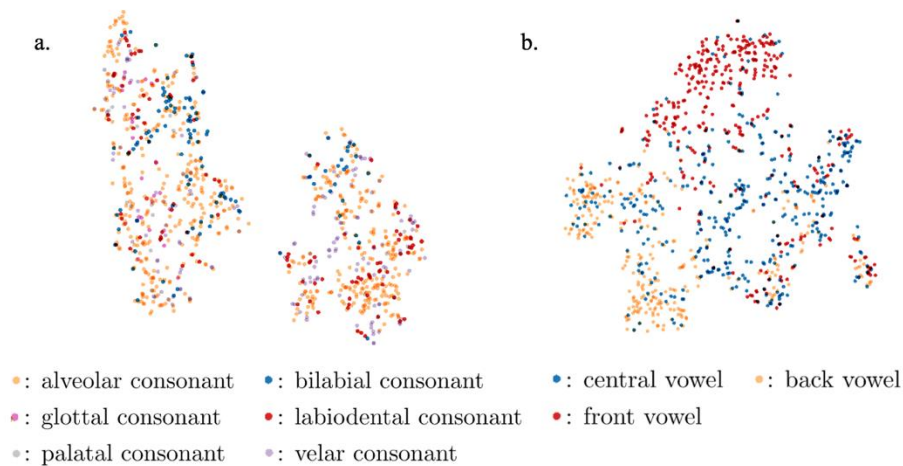 a.
b.
: alveolar consonant : bilabial consonant : central vowel : back vowel
: glottal consonant : labiodental consonant : front vowel
: palatal consonant : velar consonant